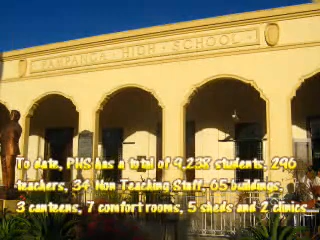 PAMPANGA · HIGH · SCHOOL
To date, PHS has a total of 9,238 students, 296
teachers, 34 Non Teaching Staff, 65 buildings,
3 canteens, 7 comfort rooms, 5 sheds and 2 clinics.